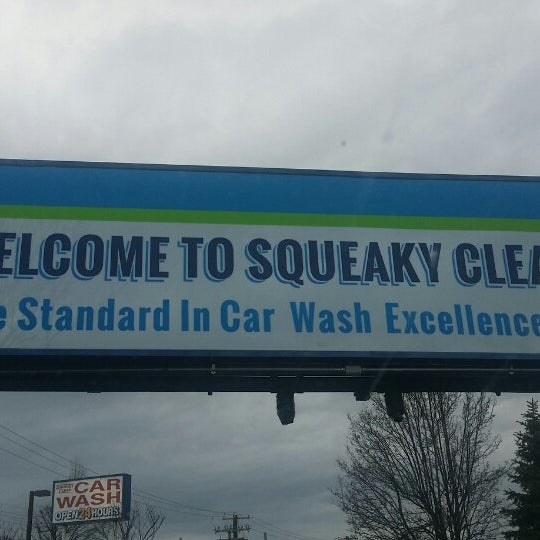 ELCOME TO SQUEAKY CLEA
e Standard In Car Wash Excellence
CAR
WASH
OPEN 24 HOURS